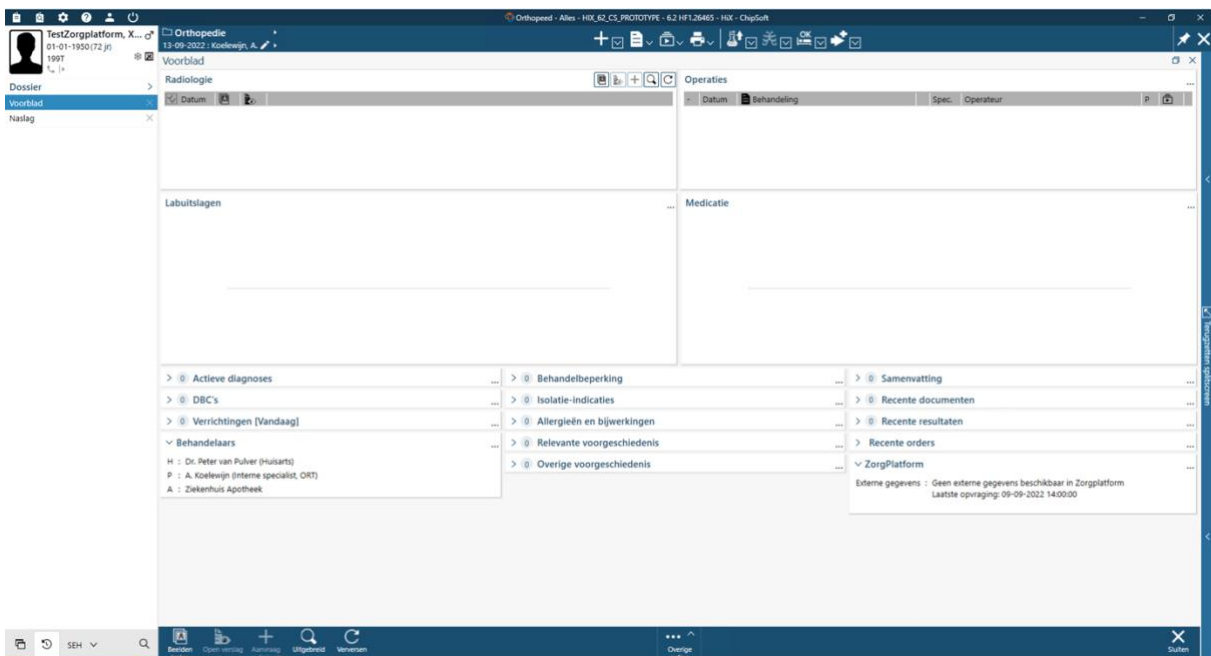 Orthopeed - Alles - HIX_62_CS_PROTOTYPE - 6.2 HF1.26465 - HiX - ChipSoft
TestZorgplatform, X...
01-01-1950 (72 jr)
199T
Orthopedie
13-09-2022 : Koelewijn, A.
Dossier
Voorblad
Naslag
Voorblad
Radiologie
Datum
Operaties
...
- Datum Behandeling Spec. Operateur P
Labuitslagen ...
Medicatie ...
Terugzetten splitscreen
> 0 Actieve diagnoses ...
> 0 DBC's ...
> 0 Verrichtingen [Vandaag] ...
Behandelaars ...
H : Dr. Peter van Pulver (Huisarts)
P : A. Koelewijn (Interne specialist, ORT)
A : Ziekenhuis Apotheek
> 0 Behandelbeperking ...
> 0 Isolatie-indicaties ...
> 0 Allergieën en bijwerkingen ...
> 0 Relevante voorgeschiedenis ...
> 0 Overige voorgeschiedenis ...
> 0 Samenvatting ...
> 0 Recente documenten ...
> 0 Recente resultaten ...
> Recente orders ...
ZorgPlatform ...
Externe gegevens : Geen externe gegevens beschikbaar in Zorgplatform
Laatste opvraging: 09-09-2022 14:00:00
SEH
Beelden Open verslag Aanvraag Uitgebreid Verversen
Overige
Sluiten